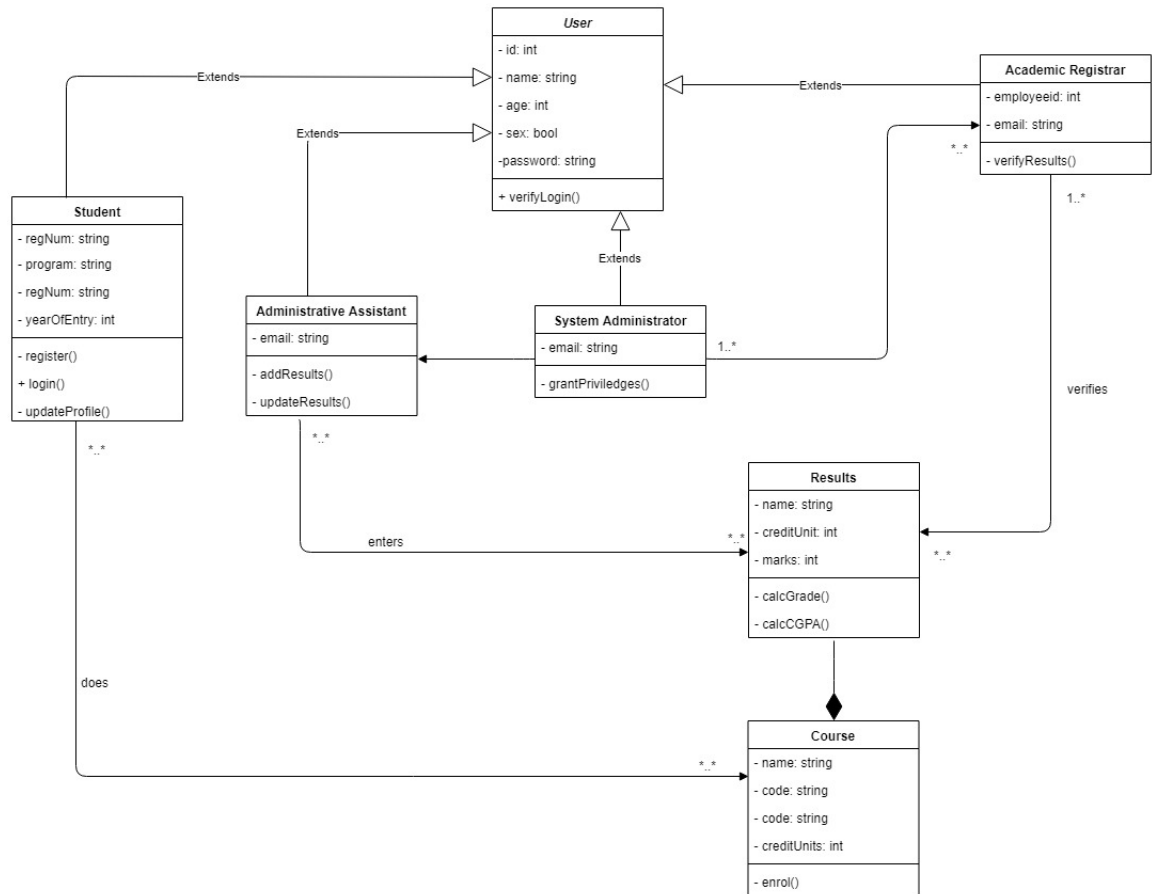 User
- id: int
- name: string
- age: int
- sex: bool
-password: string
+ verifyLogin()
Academic Registrar
- employeeid: int
- email: string
- verifyResults()
Extends
Extends
Extends
Extends
*..*
1..*
Student
- regNum: string
- program: string
- regNum: string
- yearOfEntry: int
- register()
+ login()
- updateProfile()
*..*
Administrative Assistant
- email: string
- addResults()
- updateResults()
*..*
System Administrator
- email: string
- grantPriviledges()
1..*
verifies
enters
*..*
Results
- name: string
- creditUnit: int
- marks: int
- calcGrade()
- calcCGPA()
*..*
does
*..*
Course
- name: string
- code: string
- code: string
- creditUnits: int
- enrol()